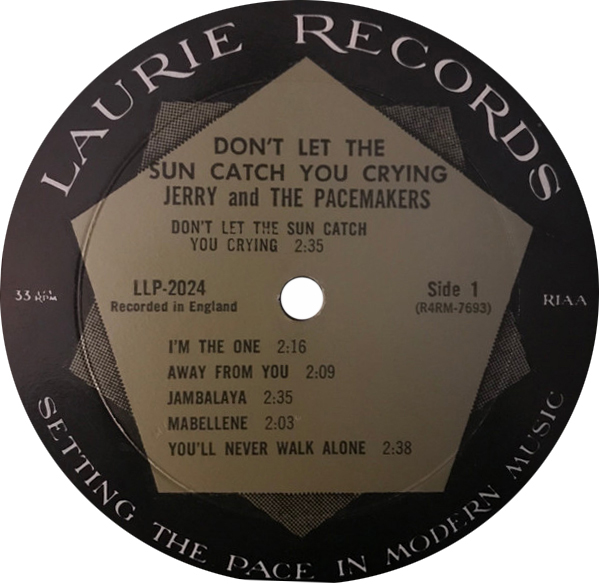 LAURIE RECORDS
DON'T LET THE
SUN CATCH YOU CRYING
JERRY and THE PACEMAKERS
DON'T LET THE SUN CATCH
YOU CRYING 2:35
LLP-2024
Recorded in England
Side 1
(R4RM-7693)
33 1/3
RPM
RIAA
I'M THE ONE 2:16
AWAY FROM YOU 2:09
JAMBALAYA 2:35
MABELLENE 2:03
YOU'LL NEVER WALK ALONE 2:38
SETTING THE PACE IN MODERN MUSIC